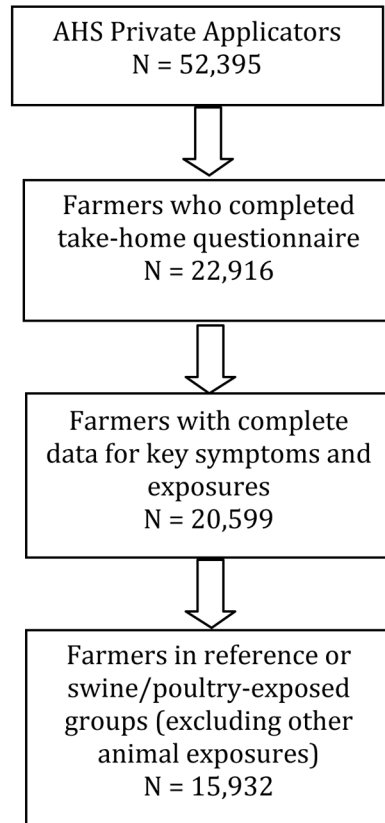 AHS Private Applicators
N = 52,395
Farmers who completed
take-home questionnaire
N = 22,916
Farmers with complete
data for key symptoms and
exposures
N = 20,599
Farmers in reference or
swine/poultry-exposed
groups (excluding other
animal exposures)
N = 15,932